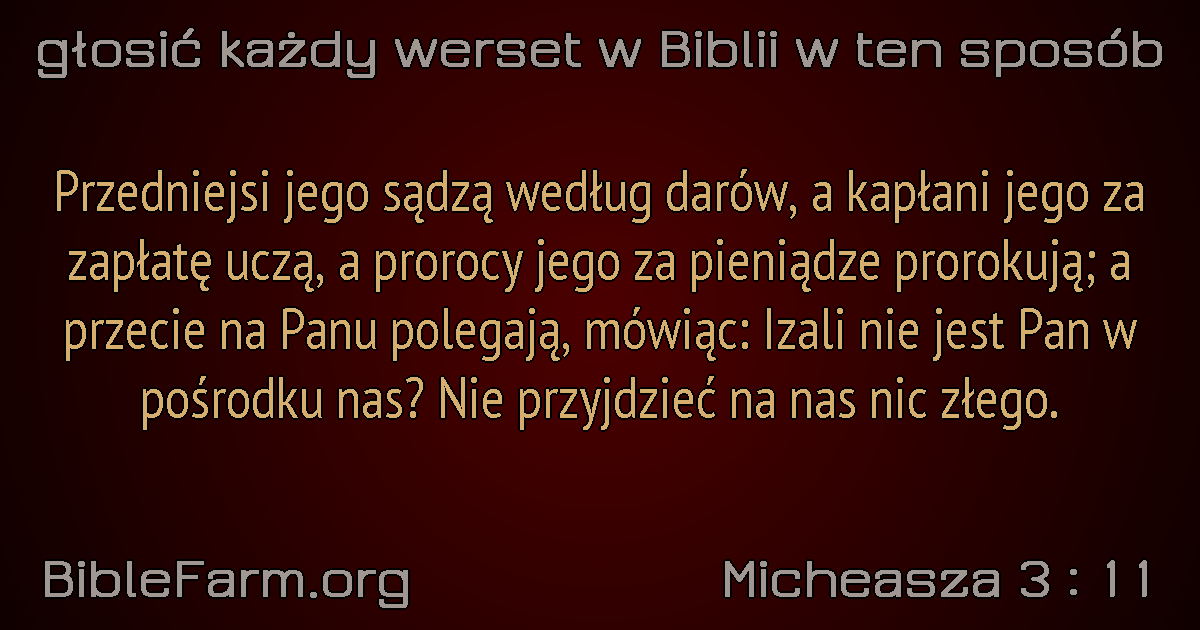 głosić każdy werset w Biblii w ten sposób
Przedniejsi jego sądzą według darów, a kapłani jego za
zapłatę uczą, a prorocy jego za pieniądze prorokują; a
przecie na Panu polegają, mówiąc: Izali nie jest Pan w
pośrodku nas? Nie przyjdzieć na nas nic złego.
BibleFarm.org
Micheasza 3 : 11